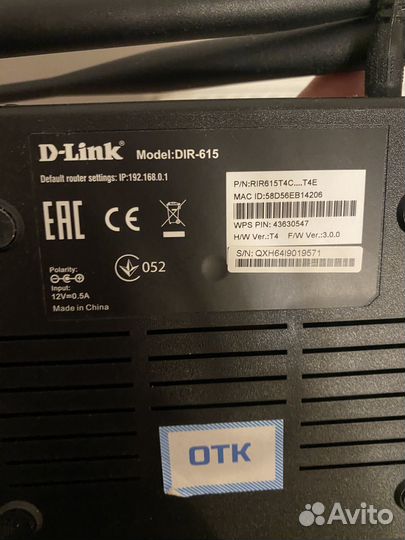 D-Link Model:DIR-615
Default router settings: IP:192.168.0.1
P/N:RIR615T4C....T4E
MAC ID:58D56EB14206
WPS PIN: 43630547
H/W Ver.:T4 F/W Ver.:3.0.0
S/N: QXH64I9019571
EAC CE
052
Polarity:
Input:
12V=0.5A
Made in China
ОТК
Avito